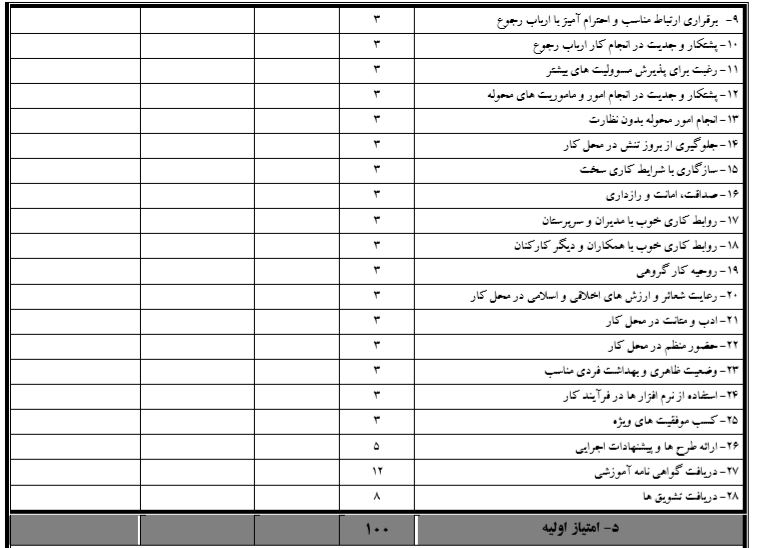 ۹- برقراری ارتباط مناسب و احترام آمیز با ارباب رجوع ۳
۱۰- پشتکار و جدیت در انجام کار ارباب رجوع ۳
۱۱- رغبت برای پذیرش مسوولیت های بیشتر ۳
۱۲- پشتکار و جدیت در انجام امور و ماموریت های محوله ۳
۱۳- انجام امور محوله بدون نظارت ۳
۱۴- جلوگیری از بروز تنش در محل کار ۳
۱۵- سازگاری با شرایط کاری سخت ۳
۱۶- صداقت، امانت و رازداری ۳
۱۷- روابط کاری خوب با مدیران و سرپرستان ۳
۱۸- روابط کاری خوب با همکاران و دیگر کارکنان ۳
۱۹- روحیه کار گروهی ۳
۲۰- رعایت شعائر و ارزش های اخلاقی و اسلامی در محل کار ۳
۲۱- ادب و متانت در محل کار ۳
۲۲- حضور منظم در محل کار ۳
۲۳- وضعیت ظاهری و بهداشت فردی مناسب ۳
۲۴- استفاده از نرم افزار ها در فرآیند کار ۳
۲۵- کسب موفقیت های ویژه ۳
۲۶- ارائه طرح ها و پیشنهادات اجرایی ۵
۲۷- دریافت گواهی نامه آموزشی ۱۲
۲۸- دریافت تشویق ها ۸
۵- امتیاز اولیه ۱۰۰